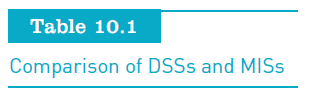 Table 10.1
Comparison of DSSs and MISs